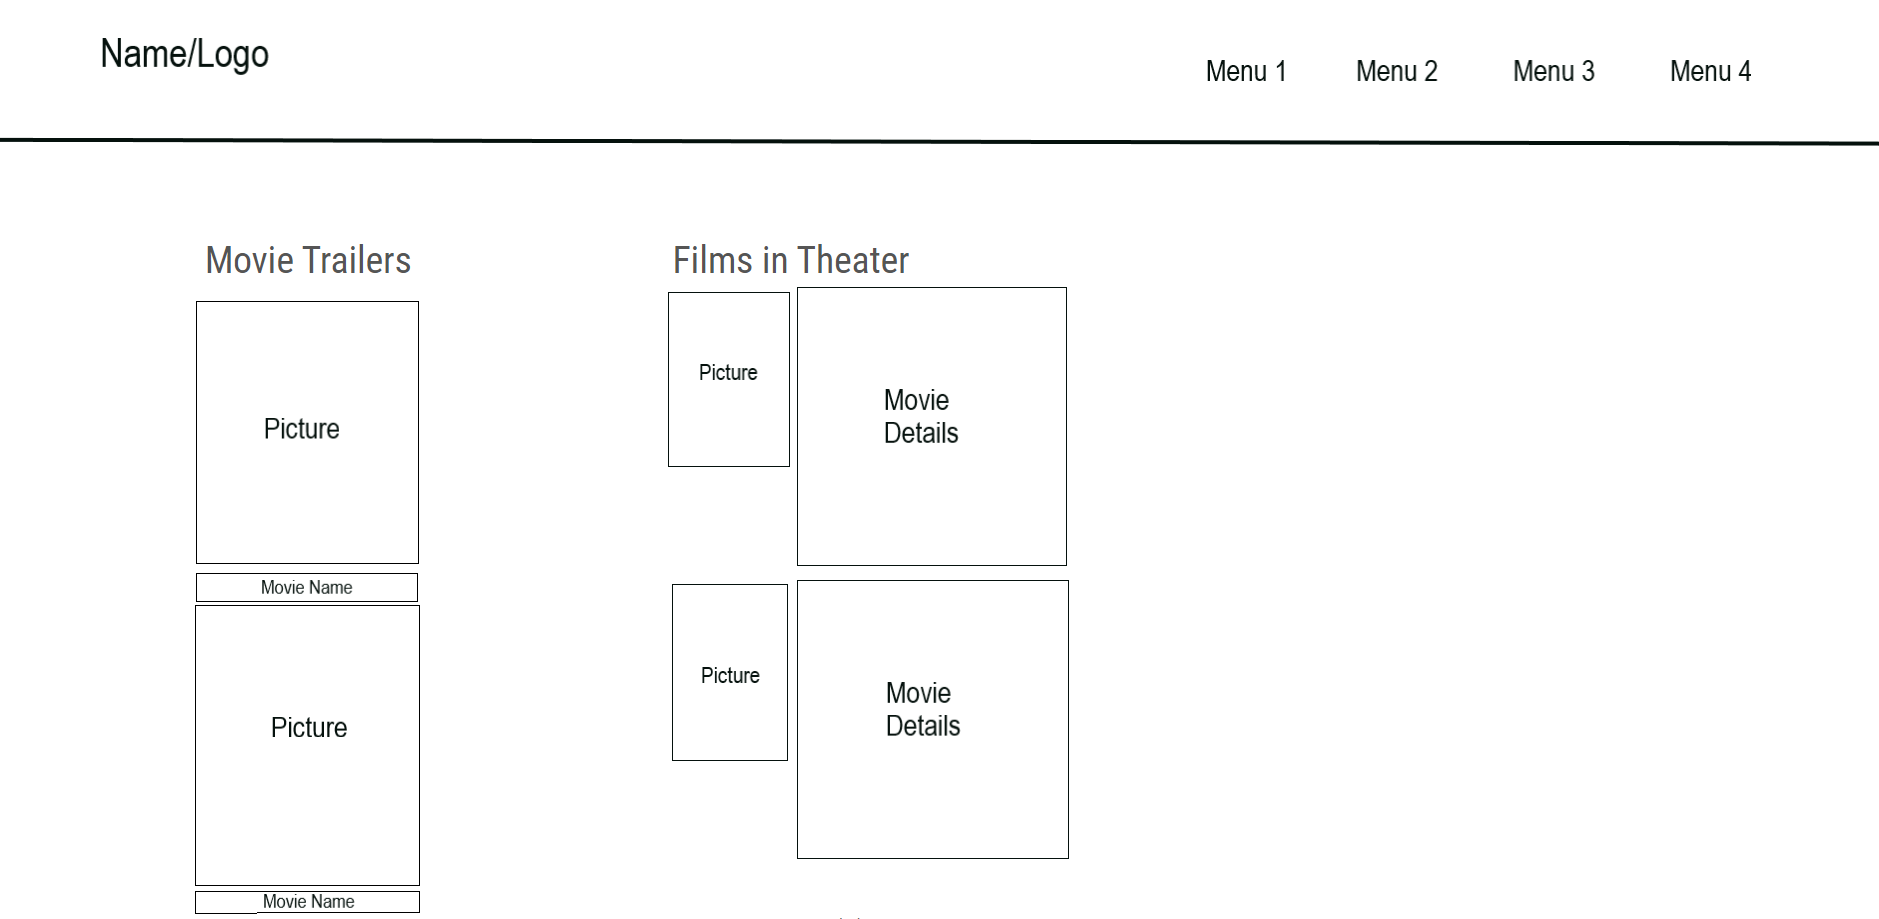 Name/Logo
Menu 1
Menu 2
Menu 3
Menu 4
Movie Trailers
Picture
Movie Name
Picture
Movie Name
Films in Theater
Picture
Movie
Details
Picture
Movie
Details